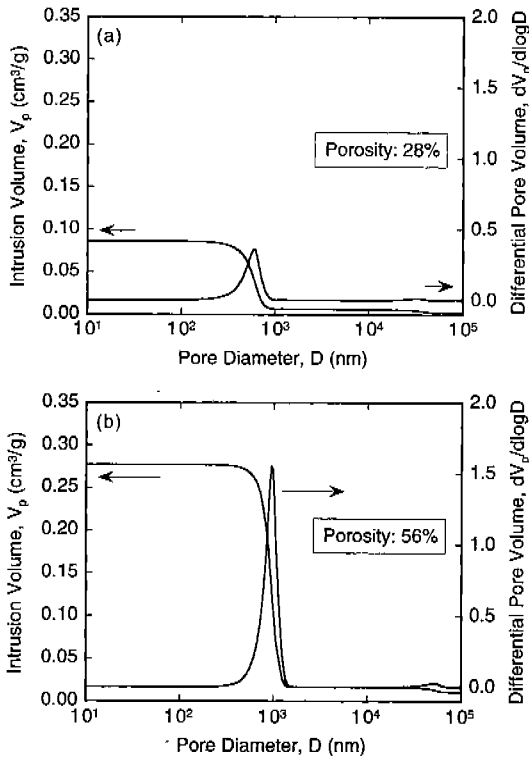 (a)
Intrusion Volume, Vₚ (cm³/g)
0.35
0.30
0.25
0.20
0.15
0.10
0.05
0.00
2.0
1.5
1.0
0.5
0.0
Differential Pore Volume, dVₚ/dlogD
Porosity: 28%
10¹ 10² 10³ 10⁴ 10⁵
Pore Diameter, D (nm)
(b)
Intrusion Volume, Vₚ (cm³/g)
0.35
0.30
0.25
0.20
0.15
0.10
0.05
0.00
2.0
1.5
1.0
0.5
0.0
Differential Pore Volume, dVₚ/dlogD
Porosity: 56%
10¹ 10² 10³ 10⁴ 10⁵
Pore Diameter, D (nm)